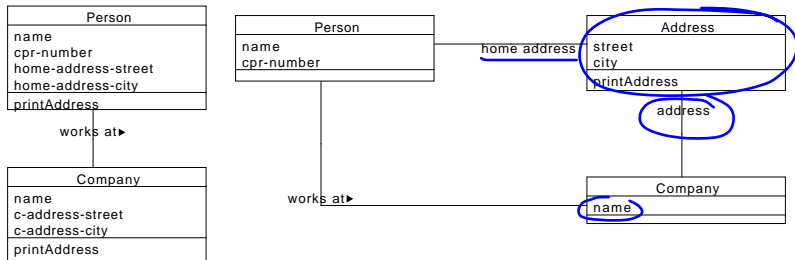 Person
name
cpr-number
home-address-street
home-address-city
printAddress
works at▶
Company
name
c-address-street
c-address-city
printAddress
Person
name
cpr-number
home address
Address
street
city
printAddress
address
works at▶
Company
name